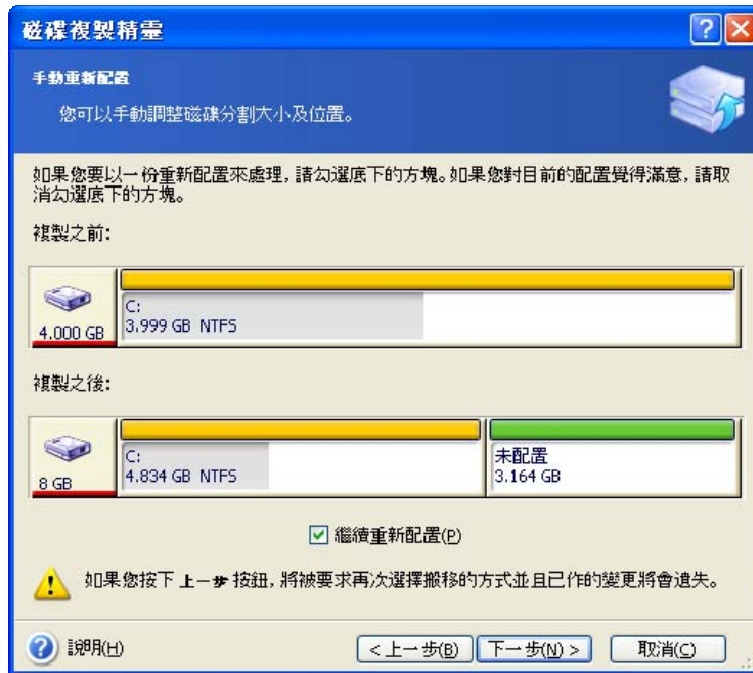 磁碟複製精靈
手動重新配置
您可以手動調整磁碟分割大小及位置。
如果您要以一份重新配置來處理,請勾選底下的方塊。如果您對目前的配置覺得滿意,請取
消勾選底下的方塊。
複製之前:
C:
4.000 GB 3.999 GB NTFS
複製之後:
C: 未配置
8 GB 4.834 GB NTFS 3.164 GB
繼續重新配置(P)
如果您按下 上一步 按鈕,將被要求再次選擇搬移的方式並且已作的變更將會遺失。
說明(H) <上一步(B) 下一步(N) > 取消(C)